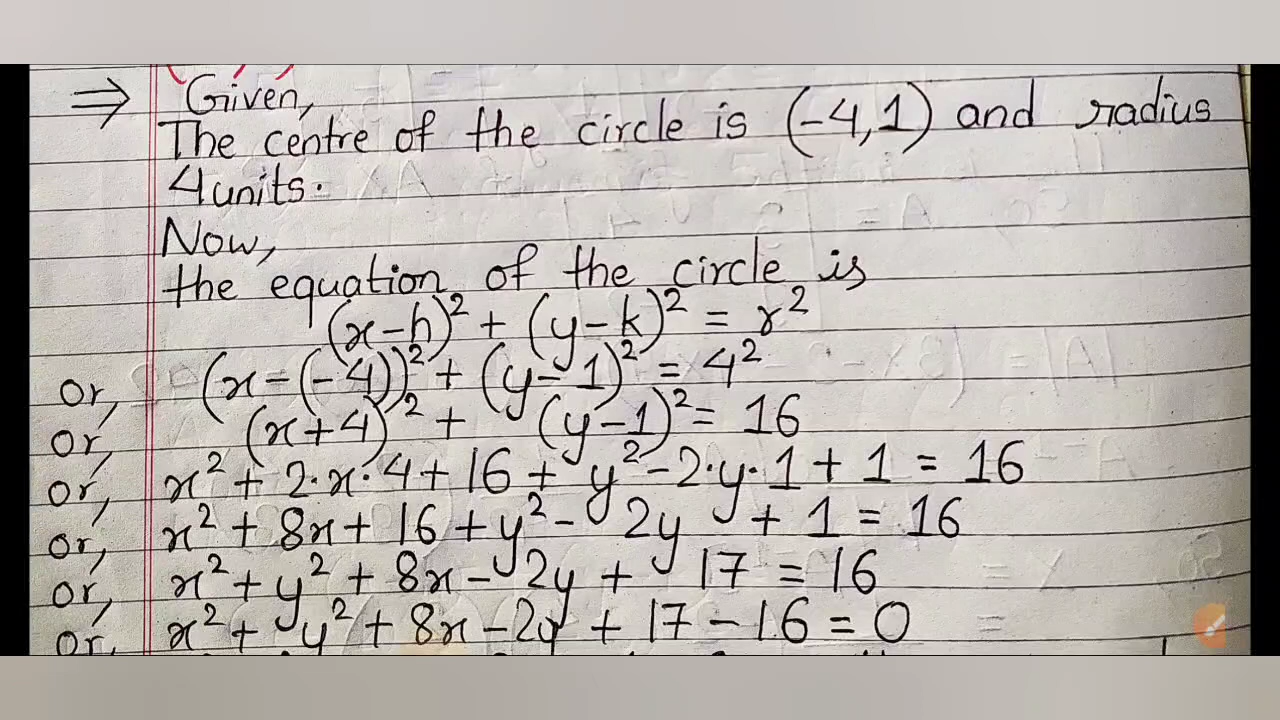 ⇒ Given,
The centre of the circle is (-4,1) and radius
4 units.
Now,
the equation of the circle is
(x-h)² + (y-k)² = r²
or, (x-(-4))² + (y-1)² = 4²
or, (x+4)² + (y-1)² = 16
or, x² + 2·x·4 + 16 + y² - 2·y·1 + 1 = 16
or, x² + 8x + 16 + y² - 2y + 1 = 16
or, x² + y² + 8x - 2y + 17 = 16
or, x² + y² + 8x - 2y + 17 - 16 = 0